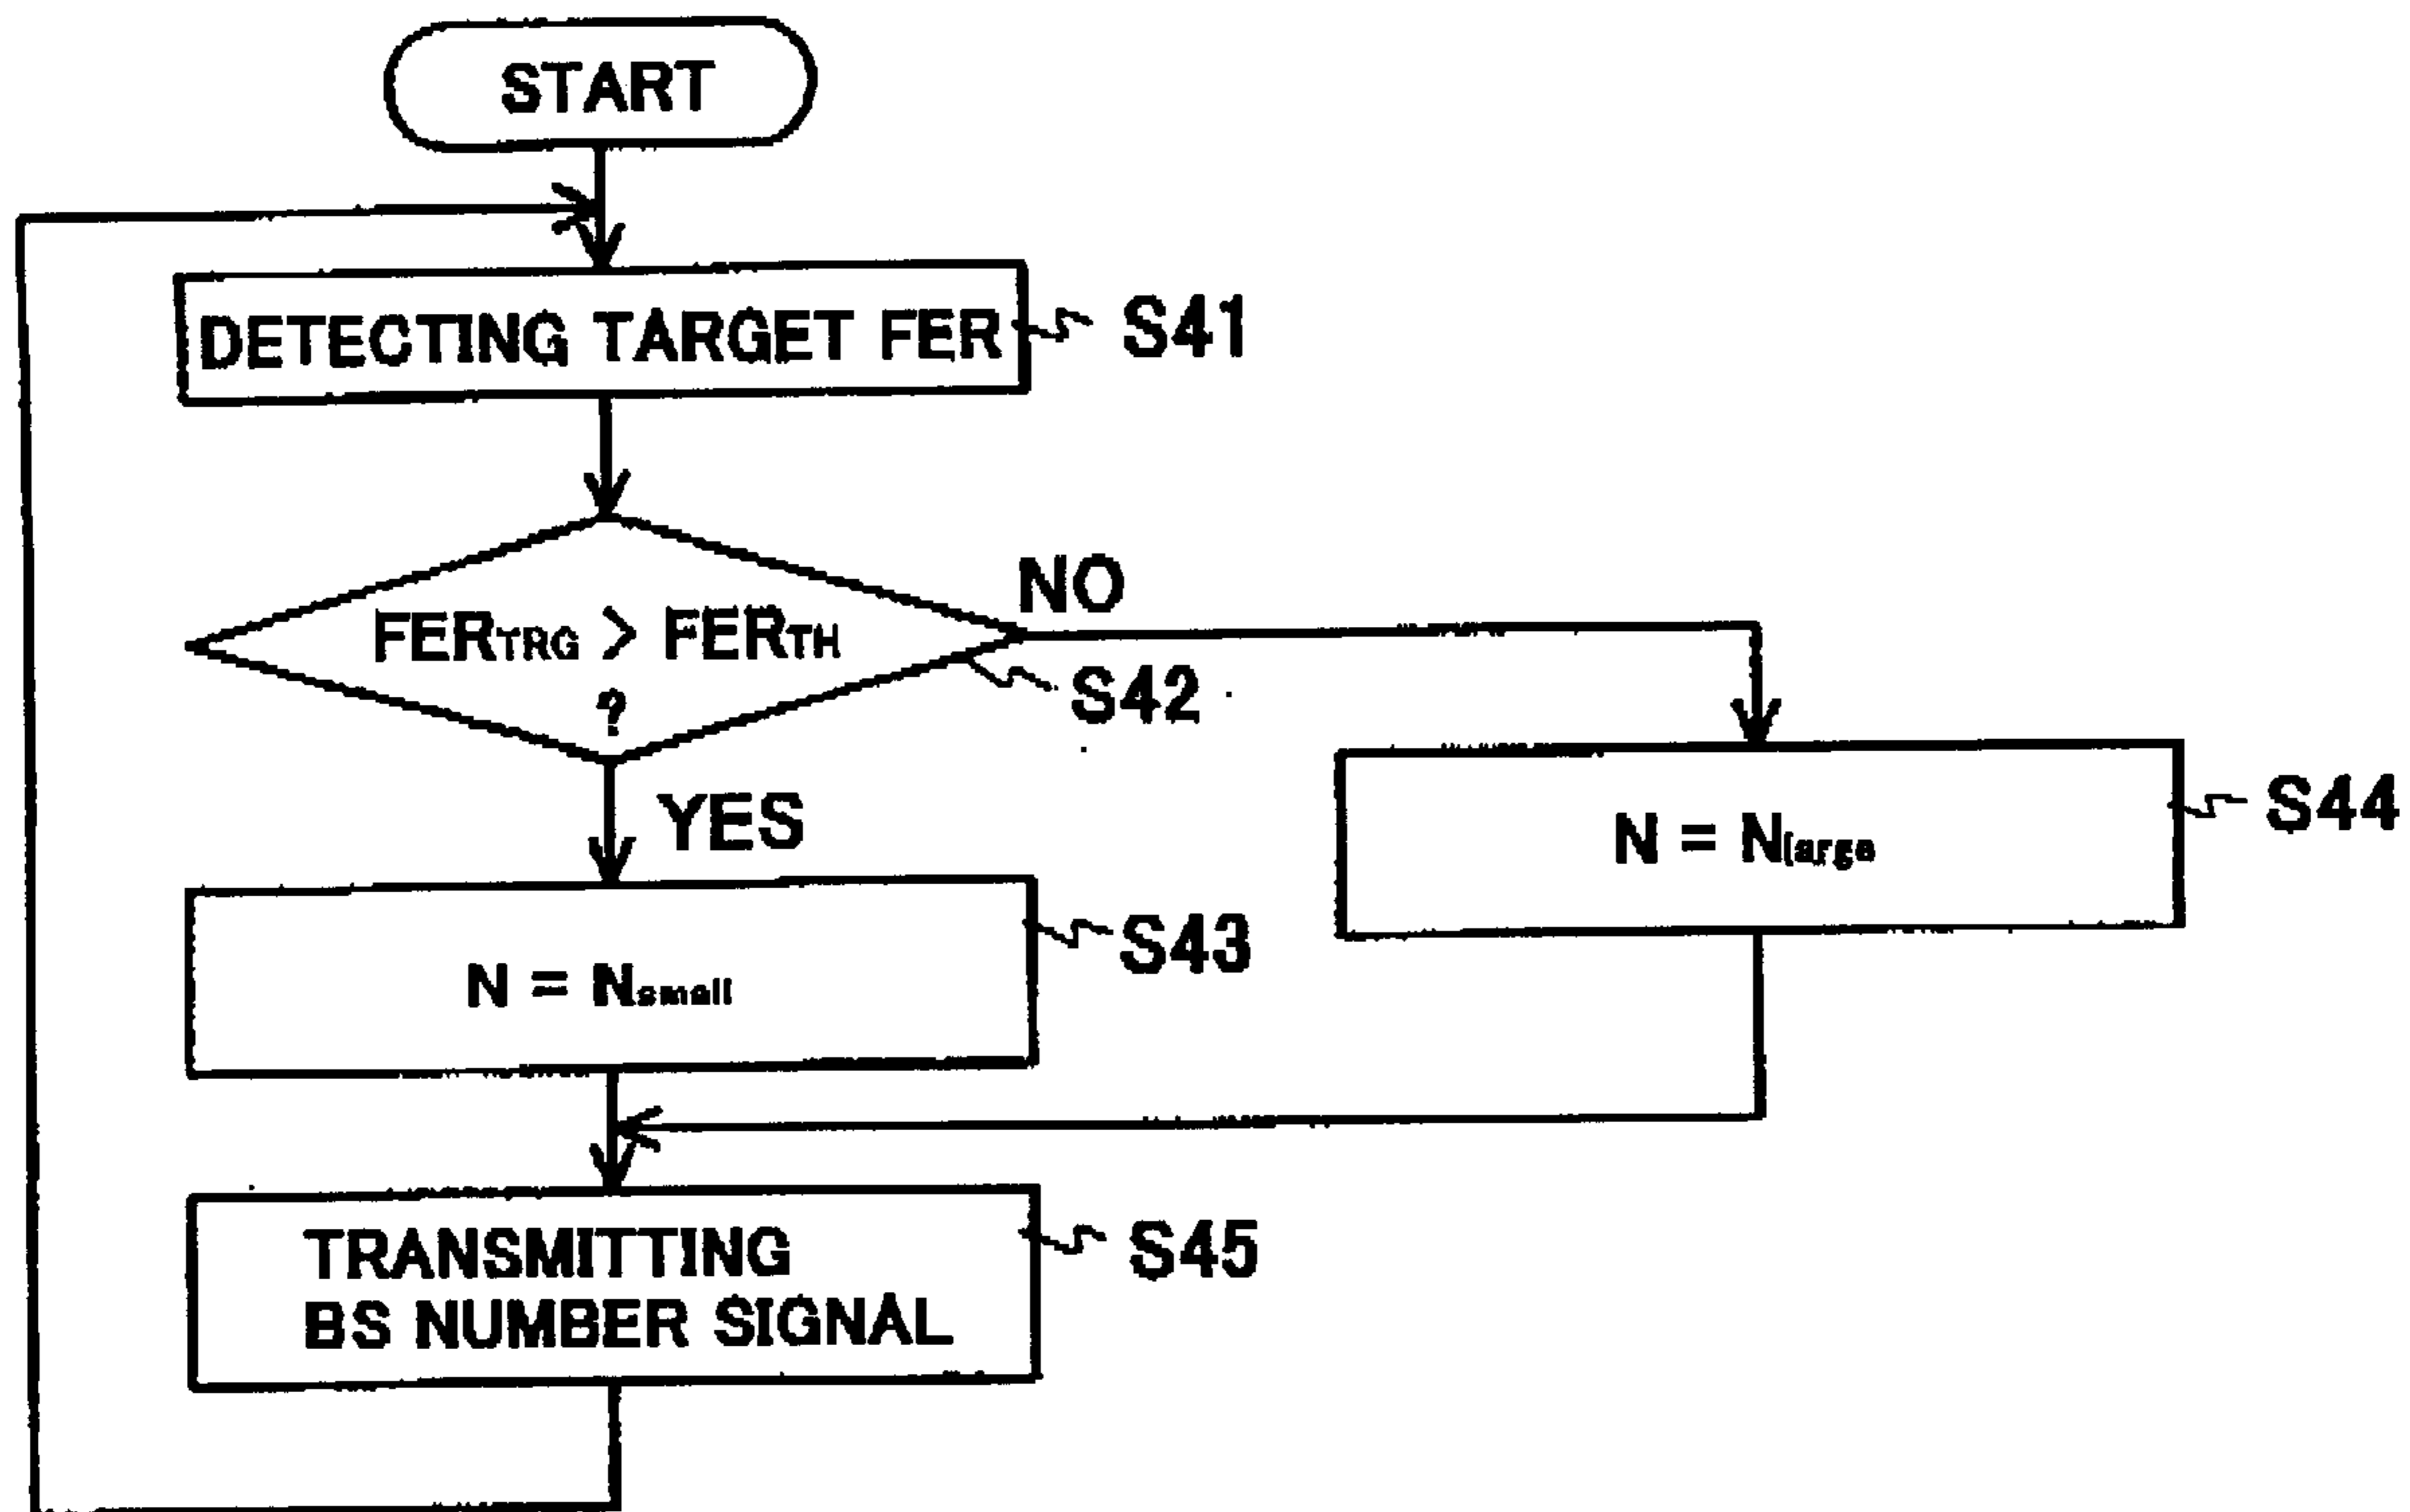 START
DETECTING TARGET FER
S41
NO
FERTRG > FERTH
?
S42
YES
N = Nlarge
S44
N = Nsmall
S43
TRANSMITTING
BS NUMBER SIGNAL
S45